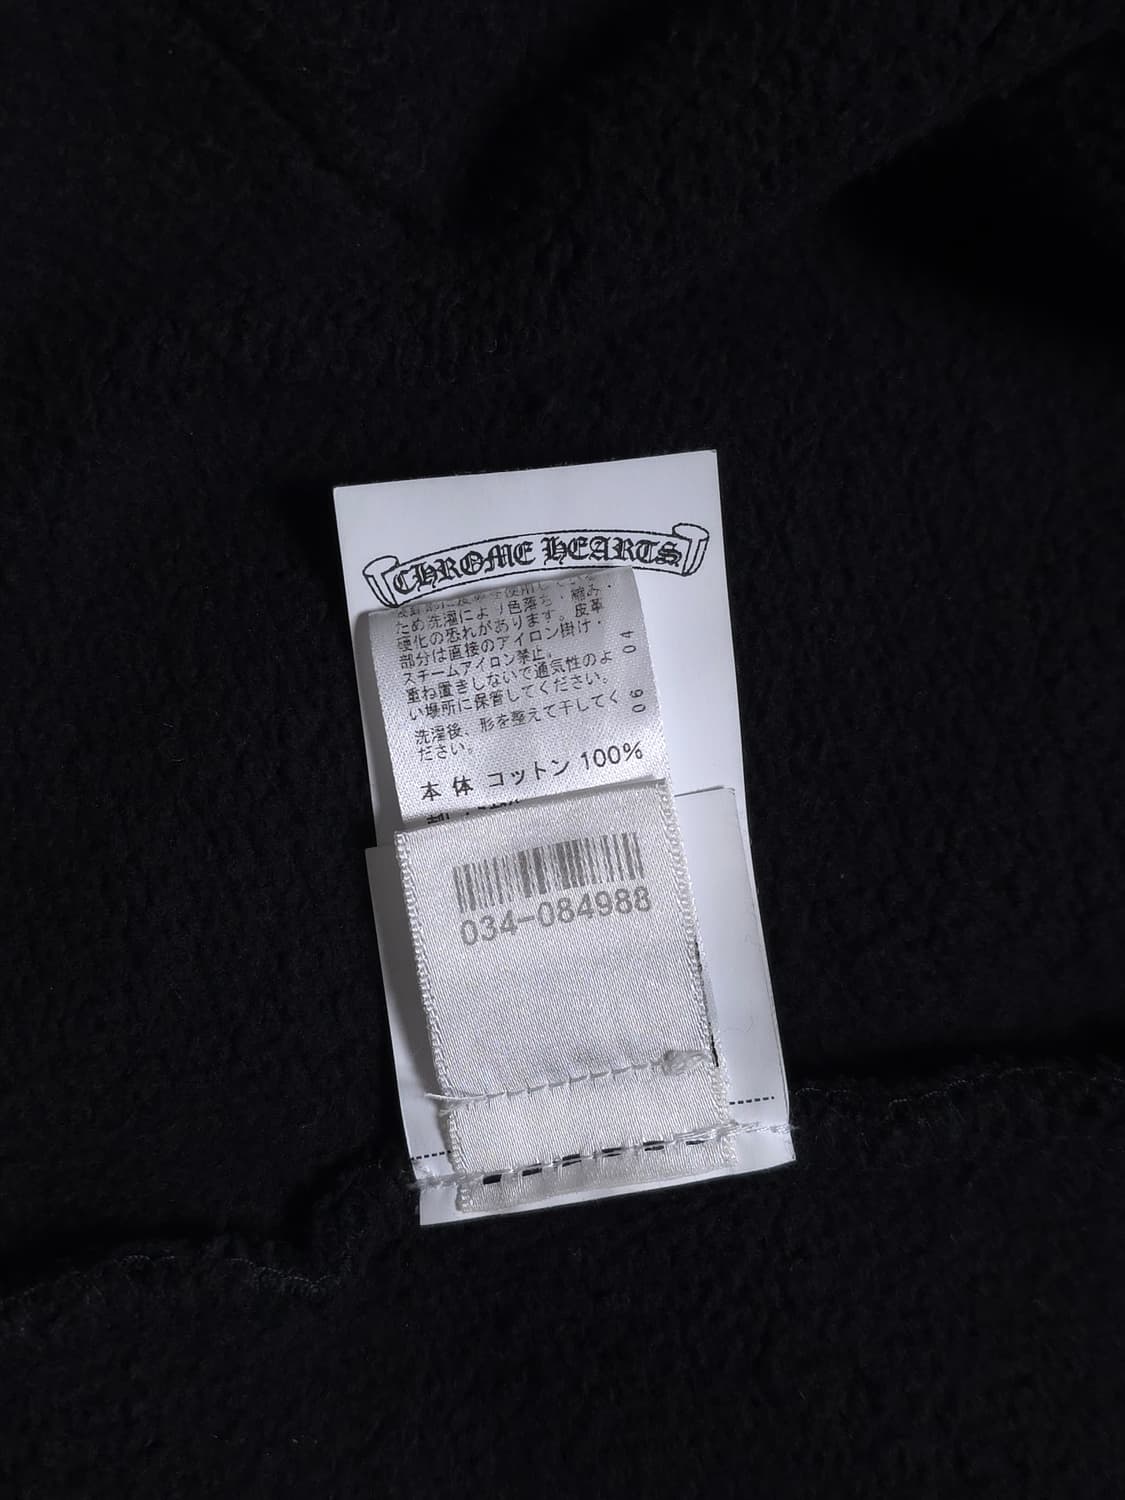 CHROME HEARTS
ため洗濯により色落ち・縮み・
硬化の恐れがあります。皮革
部分は直接のアイロン掛け・
スチームアイロン禁止。
重ね置きしないで通気性のよ
い場所に保管してください。
洗濯後、形を整えて干してく
ださい。
06 04
本体 コットン 100%
034-084988